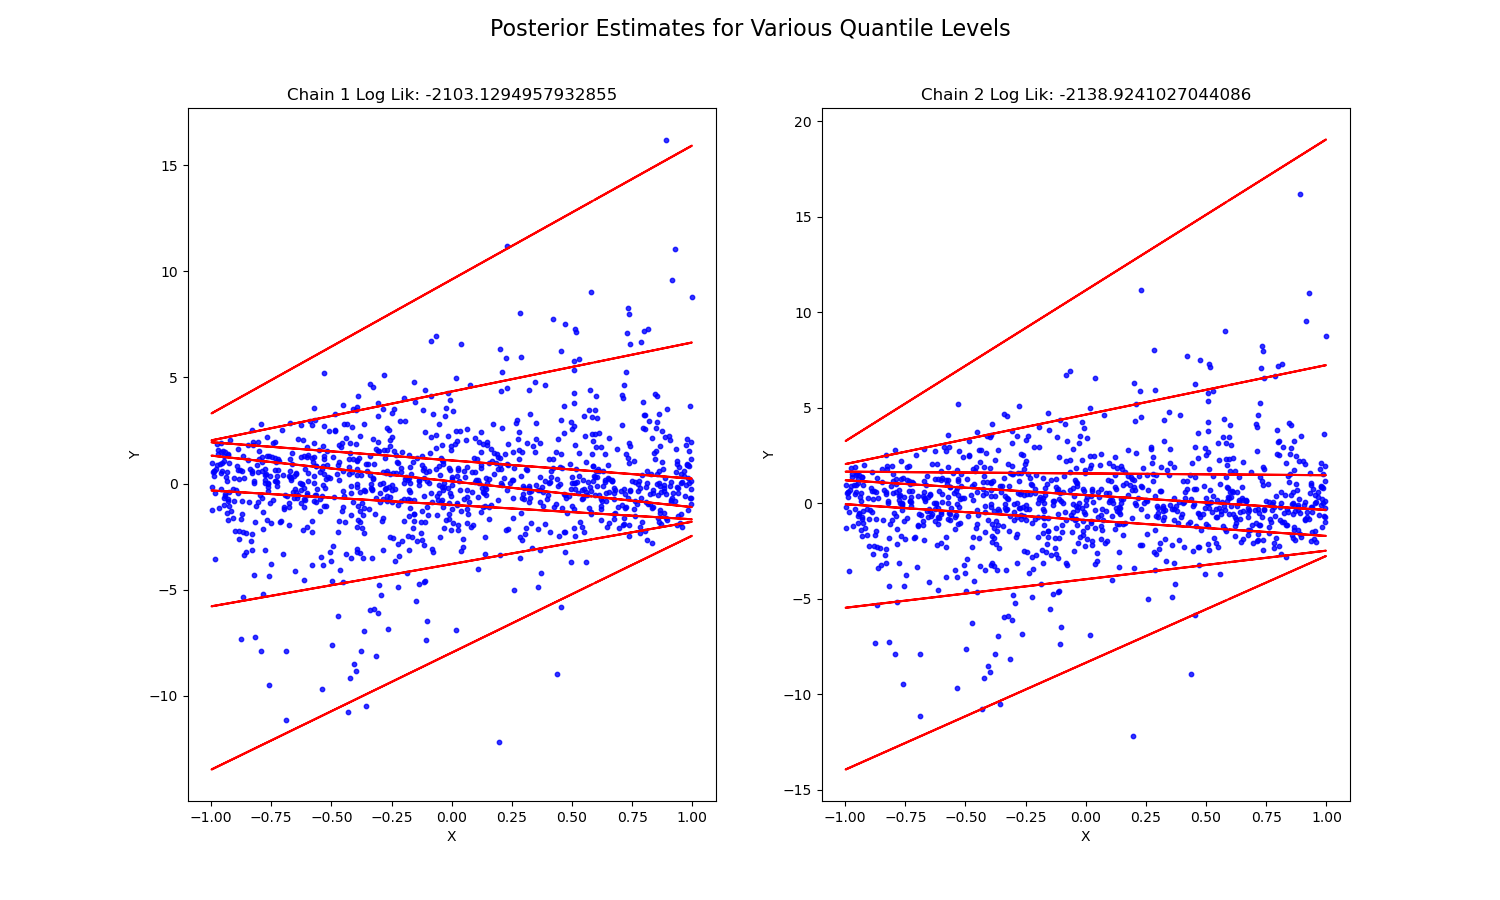 Posterior Estimates for Various Quantile Levels
Chain 1 Log Lik: -2103.1294957932855
15
10
5
0
−5
−10
Y
−1.00 −0.75 −0.50 −0.25 0.00 0.25 0.50 0.75 1.00
X
Chain 2 Log Lik: -2138.9241027044086
20
15
10
5
0
−5
−10
−15
Y
−1.00 −0.75 −0.50 −0.25 0.00 0.25 0.50 0.75 1.00
X